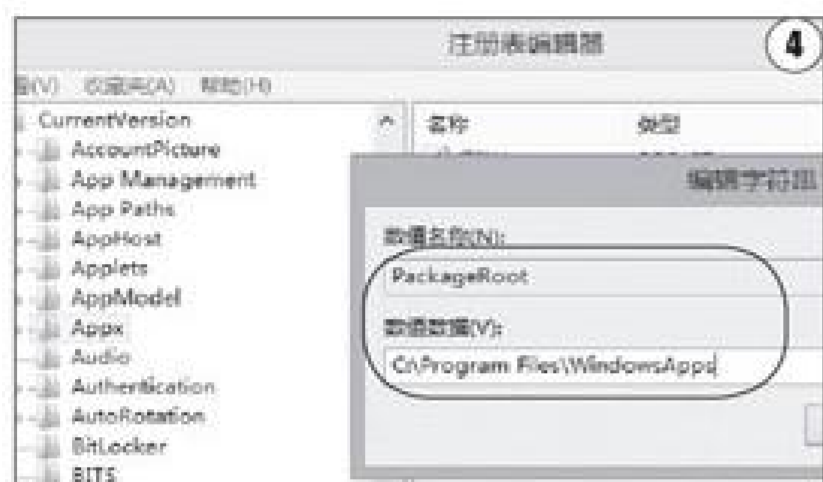 注册表编辑器
4
看(V) 收藏夹(A) 帮助(H)
CurrentVersion
AccountPicture
App Management
App Paths
AppHost
Applets
AppModel
Appx
Audio
Authentication
AutoRotation
BitLocker
BITS
名称 类型
编辑字符串
数值名称(N):
PackageRoot
数值数据(V):
C:\Program Files\WindowsApps